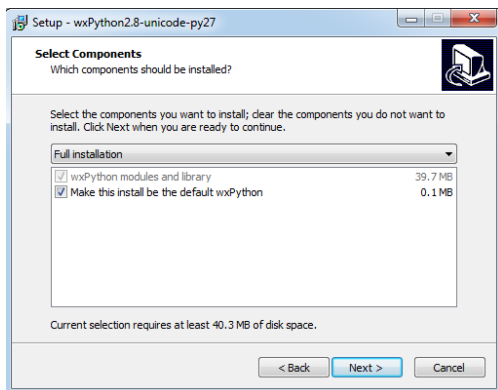 Setup - wxPython2.8-unicode-py27
Select Components
Which components should be installed?
Select the components you want to install; clear the components you do not want to
install. Click Next when you are ready to continue.
Full installation
wxPython modules and library 39.7 MB
Make this install be the default wxPython 0.1 MB
Current selection requires at least 40.3 MB of disk space.
< Back Next > Cancel